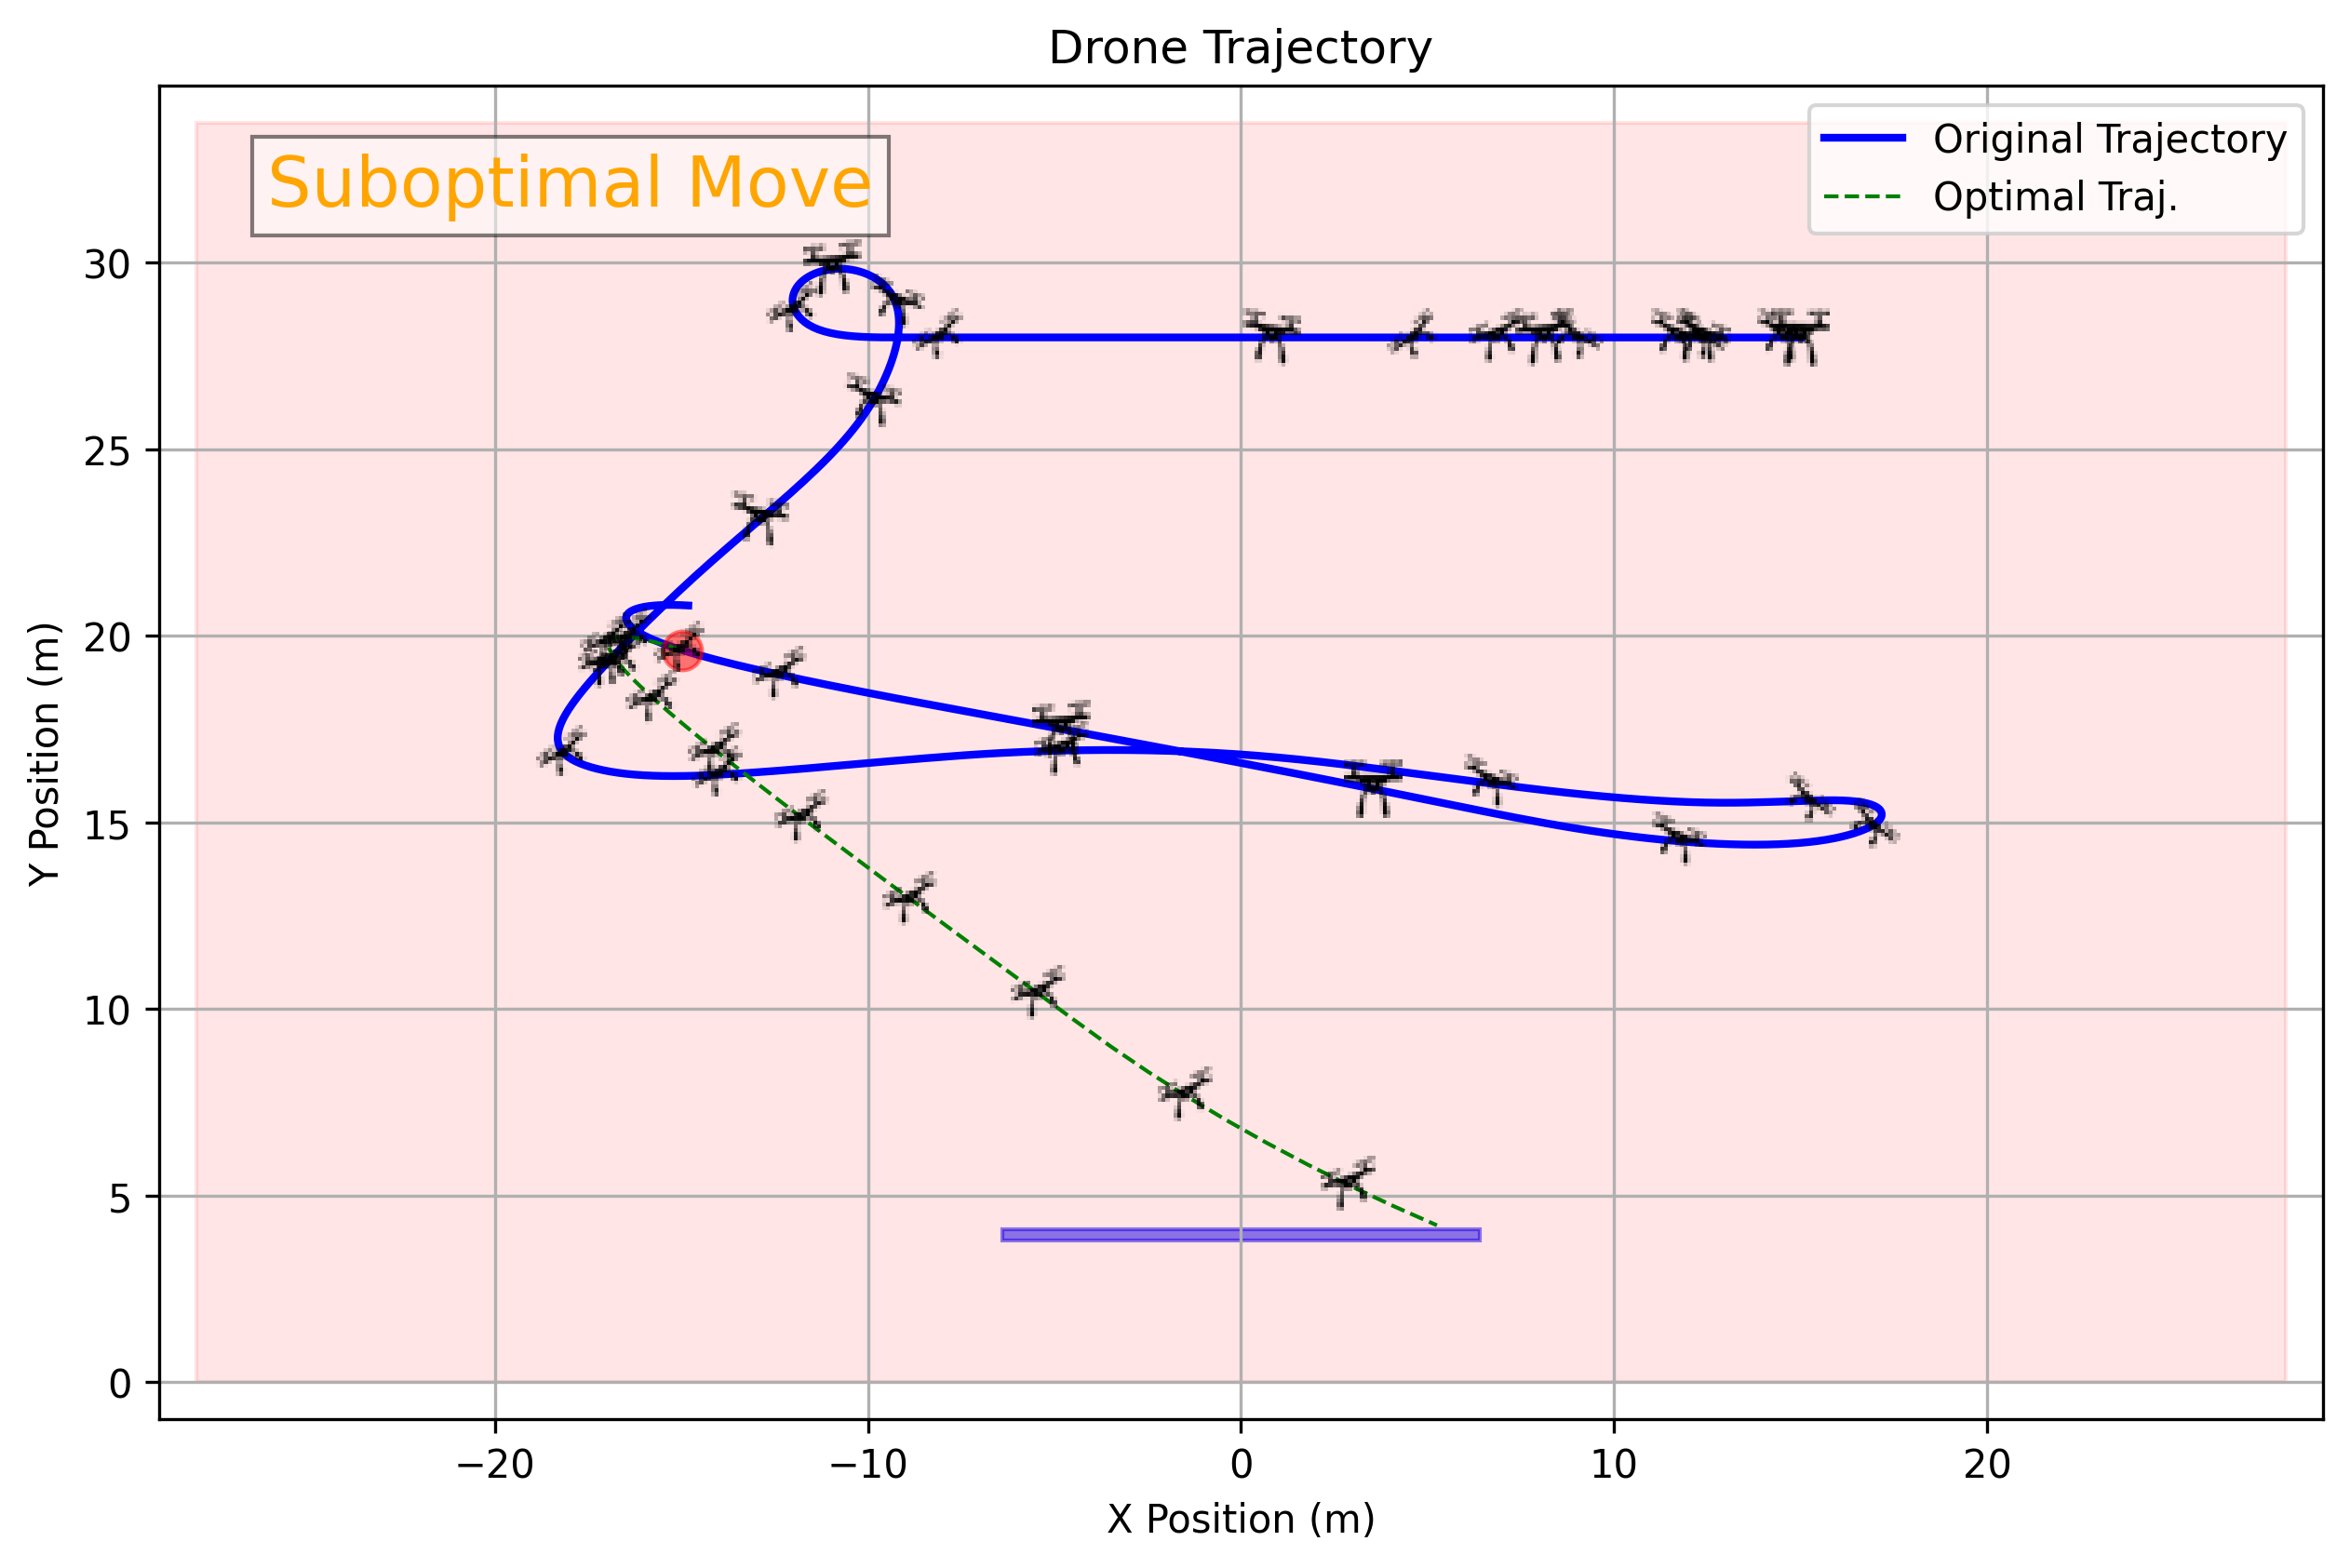 Drone Trajectory
Suboptimal Move
Original Trajectory
Optimal Traj.
Y Position (m)
30
25
20
15
10
5
0
−20
−10
0
10
20
X Position (m)